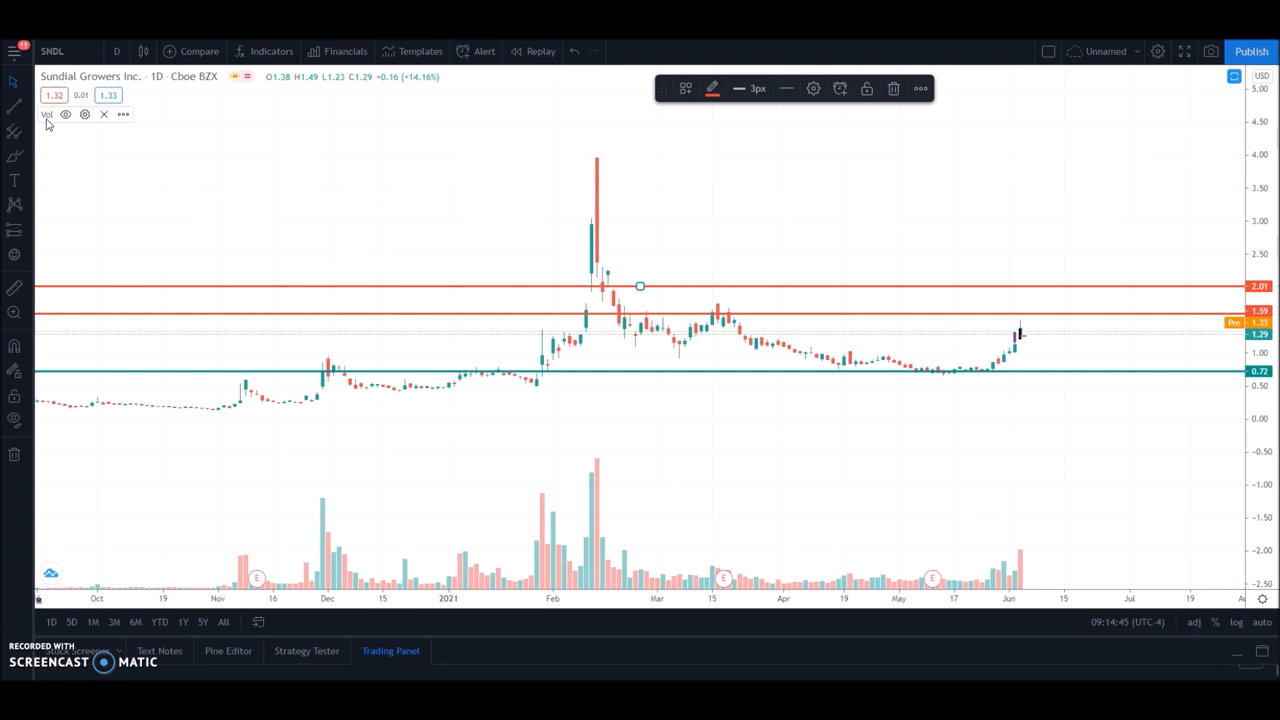 11
SNDL D Compare Indicators Financials Templates Alert Replay Unnamed Publish
Sundial Growers Inc. · 1D · Cboe BZX = O1.38 H1.49 L1.23 C1.29 +0.16 (+14.16%)
1.32 0.01 1.33
3px
Vol
USD
5.00
4.50
4.00
3.50
3.00
2.50
2.01
1.59
Pre 1.33
1.29
1.00
0.72
0.50
0.00
-0.50
-1.00
-1.50
-2.00
-2.50
E E E
Oct 19 Nov 16 Dec 15 2021 Feb Mar 15 Apr 19 May 17 Jun 15 Jul 19
1D 5D 1M 3M 6M YTD 1Y 5Y All 09:14:45 (UTC-4) adj % log auto
RECORDED WITH
Stock Screener Text Notes Pine Editor Strategy Tester Trading Panel
SCREENCAST MATIC